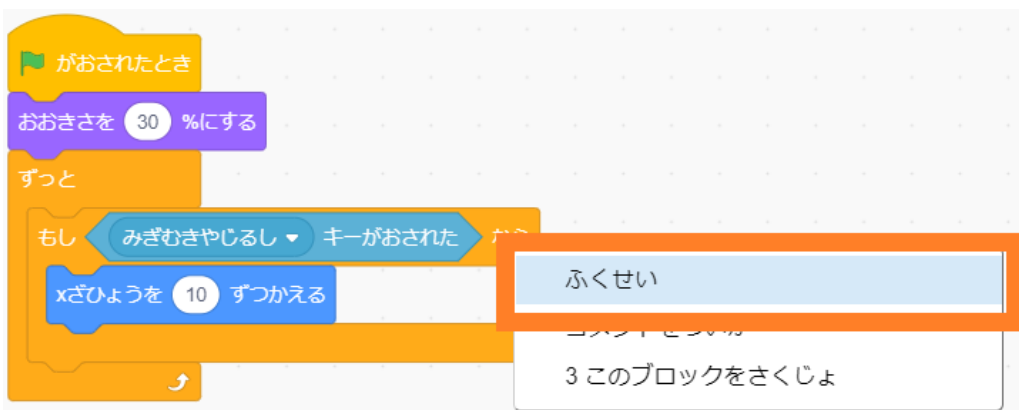 がおされたとき
おおきさを 30 %にする
ずっと
もし みぎむきやじるし キーがおされた なら
xざひょうを 10 ずつかえる
ふくせい
3 このブロックをさくじょ